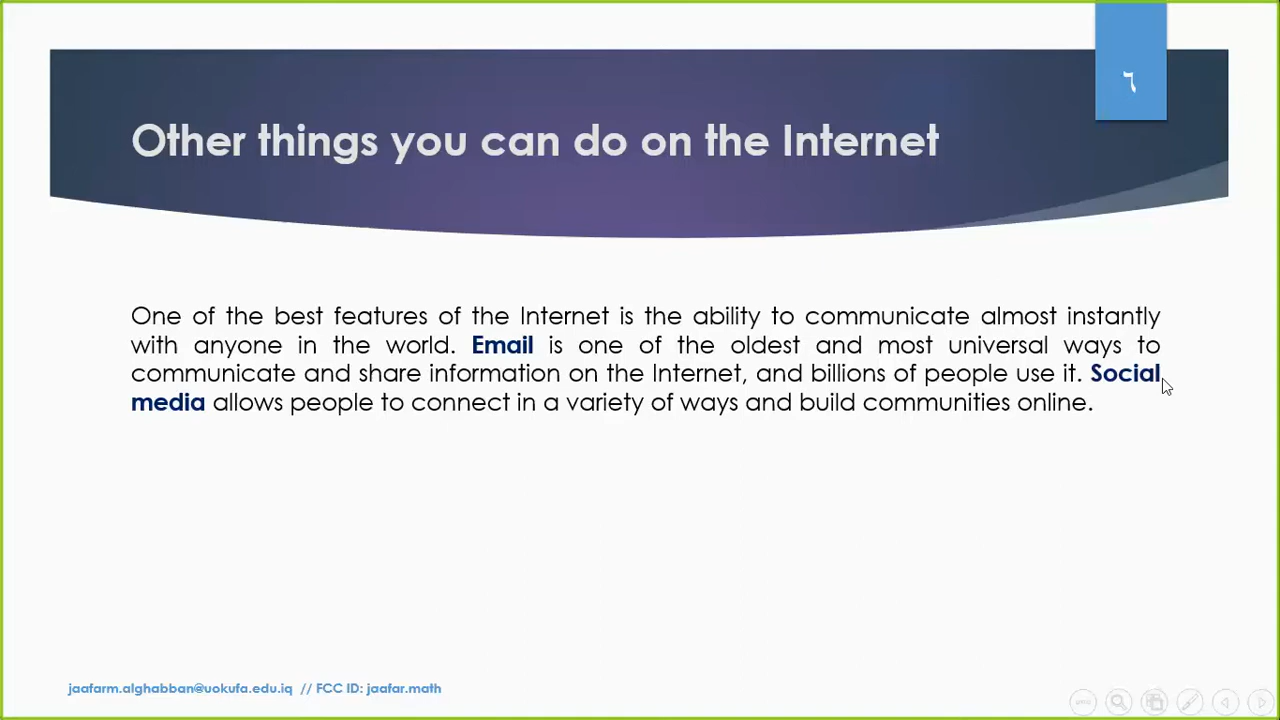 ٦
Other things you can do on the Internet
One of the best features of the Internet is the ability to communicate almost instantly
with anyone in the world. Email is one of the oldest and most universal ways to
communicate and share information on the Internet, and billions of people use it. Social
media allows people to connect in a variety of ways and build communities online.
jaafarm.alghabban@uokufa.edu.iq // FCC ID: jaafar.math